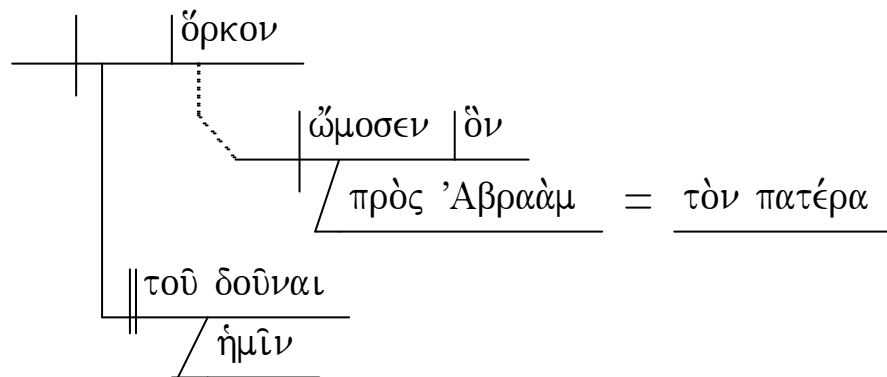 ὅρκον
ὤμοσεν ὃν
πρὸς Ἀβραὰμ = τὸν πατέρα
τοῦ δοῦναι
ἡμῖν